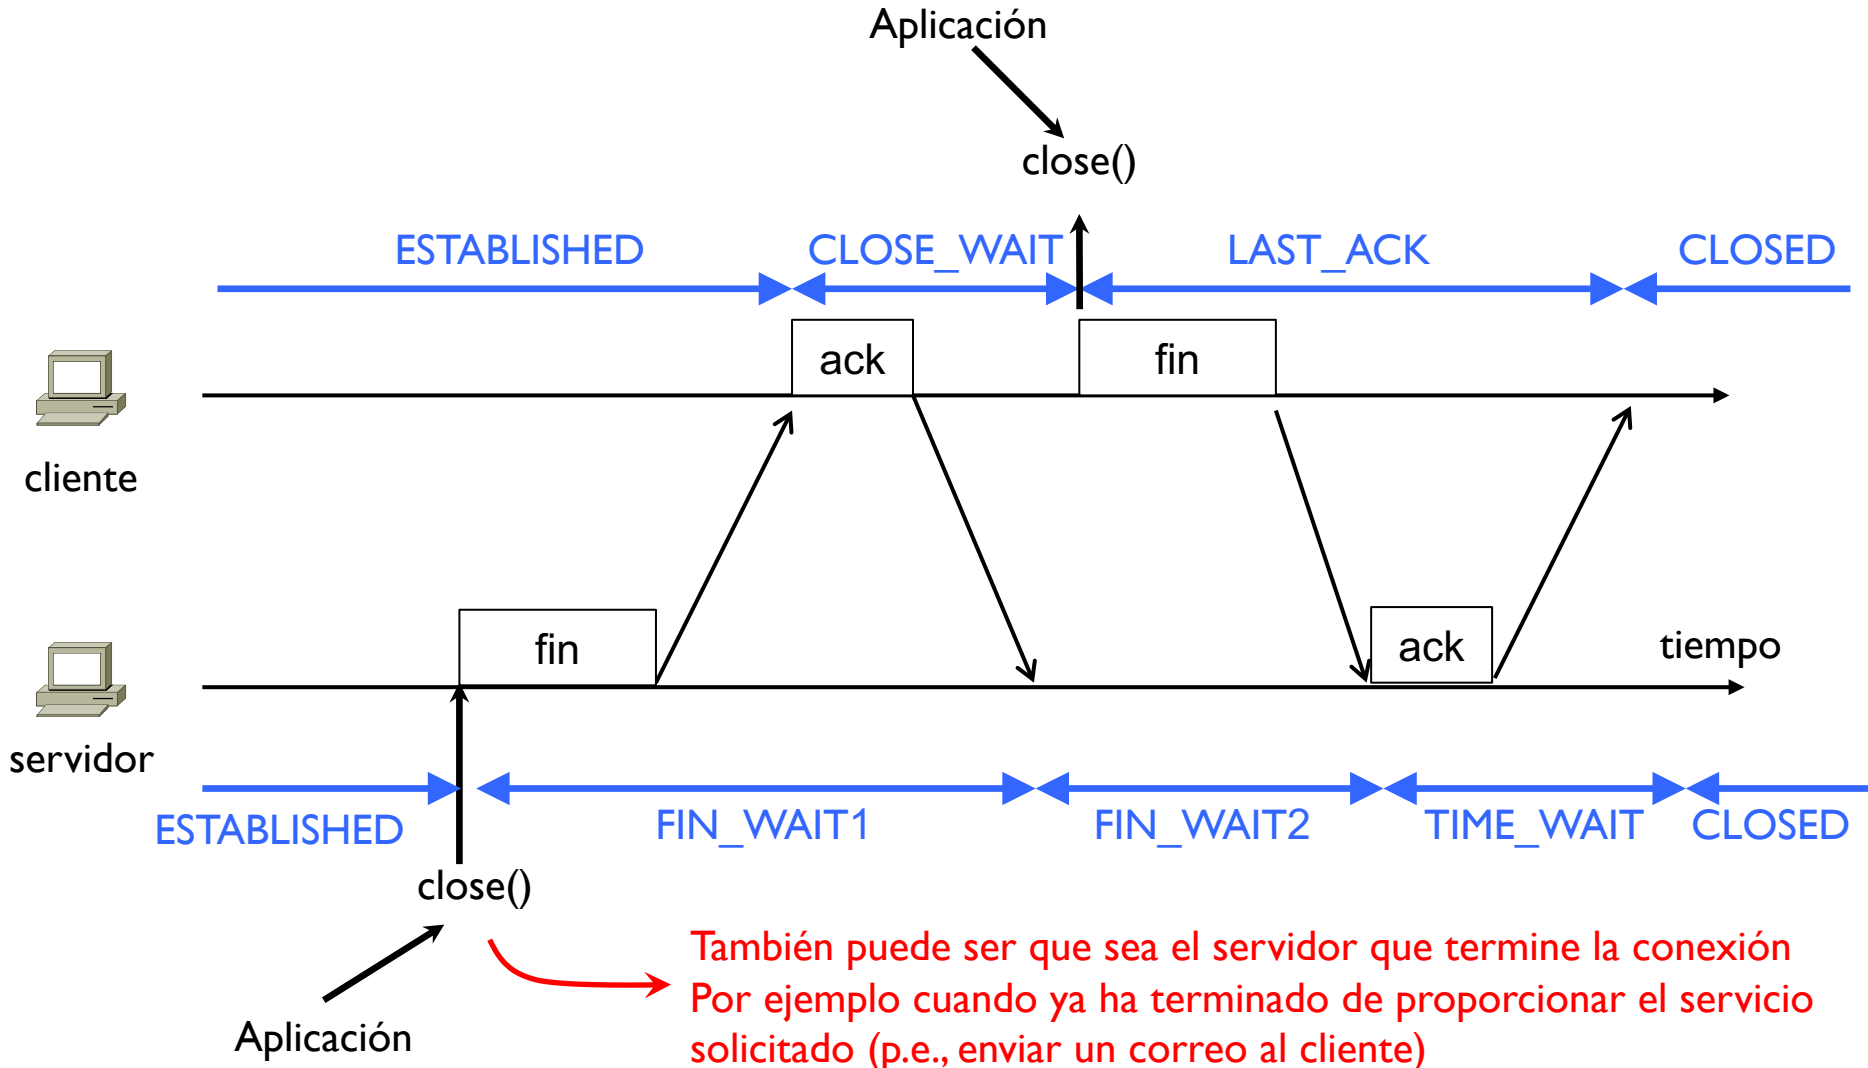 Aplicación
close()
ESTABLISHED
CLOSE_WAIT
LAST_ACK
CLOSED
ack
fin
cliente
fin
ack
tiempo
servidor
ESTABLISHED
FIN_WAIT1
FIN_WAIT2
TIME_WAIT
CLOSED
close()
Aplicación
También puede ser que sea el servidor que termine la conexión
Por ejemplo cuando ya ha terminado de proporcionar el servicio
solicitado (p.e., enviar un correo al cliente)